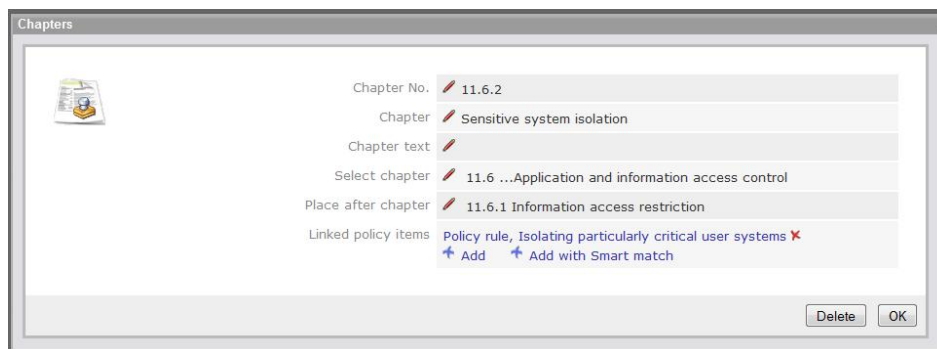 Chapters
Chapter No. 11.6.2
Chapter Sensitive system isolation
Chapter text
Select chapter 11.6 ...Application and information access control
Place after chapter 11.6.1 Information access restriction
Linked policy items Policy rule, Isolating particularly critical user systems
Add Add with Smart match
Delete OK